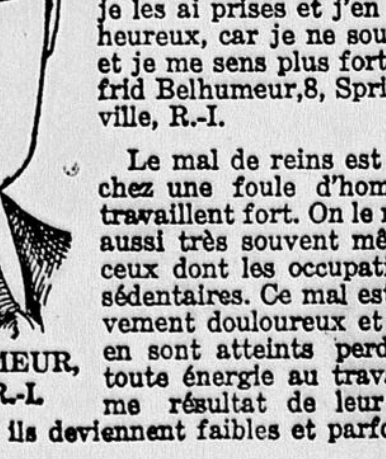 je les ai prises et j'en
heureux, car je ne sou
et je me sens plus fort
frid Belhumeur,8, Spri
ville, R.-I.
Le mal de reins est
chez une foule d'hom
travaillent fort. On le
aussi très souvent mê
ceux dont les occupati
sédentaires. Ce mal est
vement douloureux et
en sont atteints perd
toute énergie au trav
me résultat de leur
ils deviennent faibles et parfo
MEUR,
R.-I.